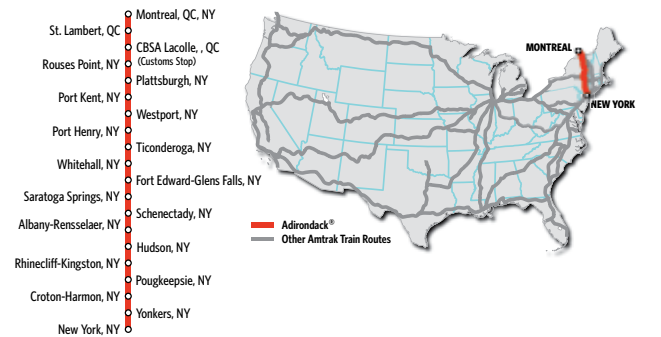 Montreal, QC, NY
St. Lambert, QC
CBSA Lacolle, , QC
(Customs Stop)
Rouses Point, NY
Plattsburgh, NY
Port Kent, NY
Westport, NY
Port Henry, NY
Ticonderoga, NY
Whitehall, NY
Fort Edward-Glens Falls, NY
Saratoga Springs, NY
Schenectady, NY
Albany-Rensselaer, NY
Hudson, NY
Rhinecliff-Kingston, NY
Pougkeepsie, NY
Croton-Harmon, NY
Yonkers, NY
New York, NY
MONTREAL
NEW YORK
Adirondack®
Other Amtrak Train Routes